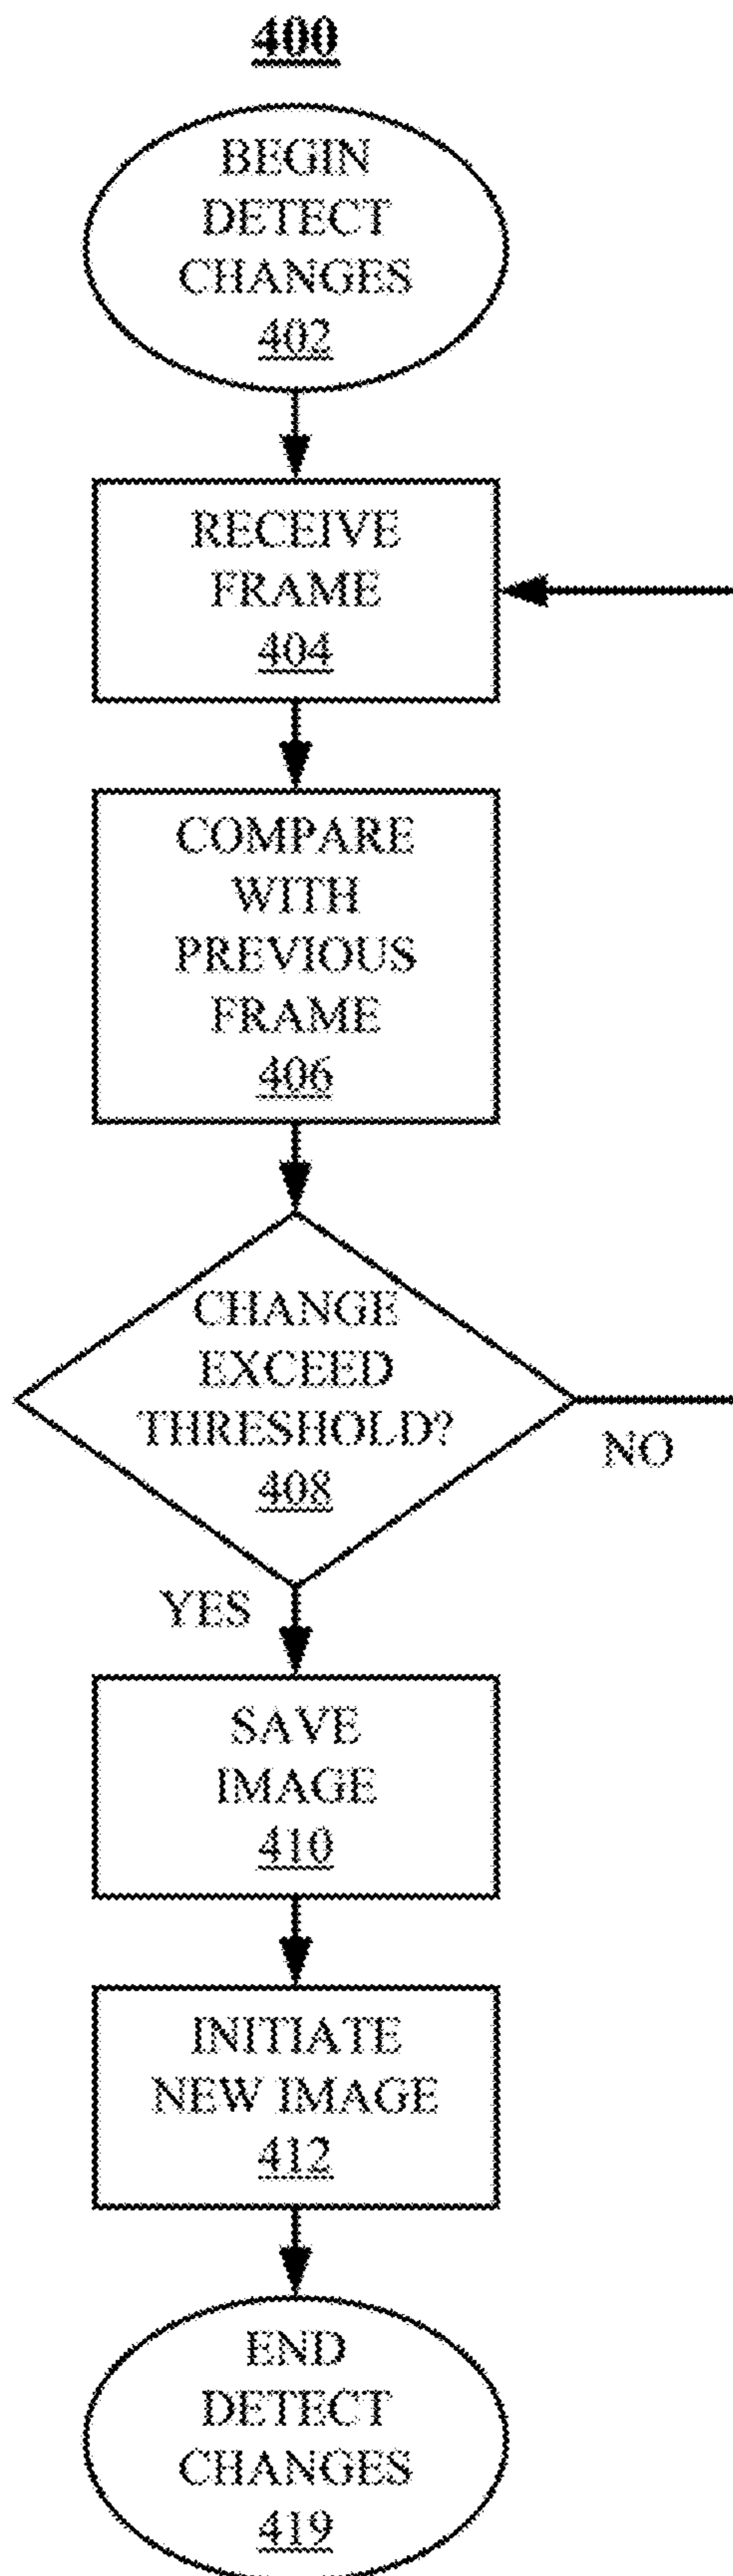 400
BEGIN
DETECT
CHANGES
402
RECEIVE
FRAME
404
COMPARE
WITH
PREVIOUS
FRAME
406
CHANGE
EXCEED
THRESHOLD?
408
NO
YES
SAVE
IMAGE
410
INITIATE
NEW IMAGE
412
END
DETECT
CHANGES
419